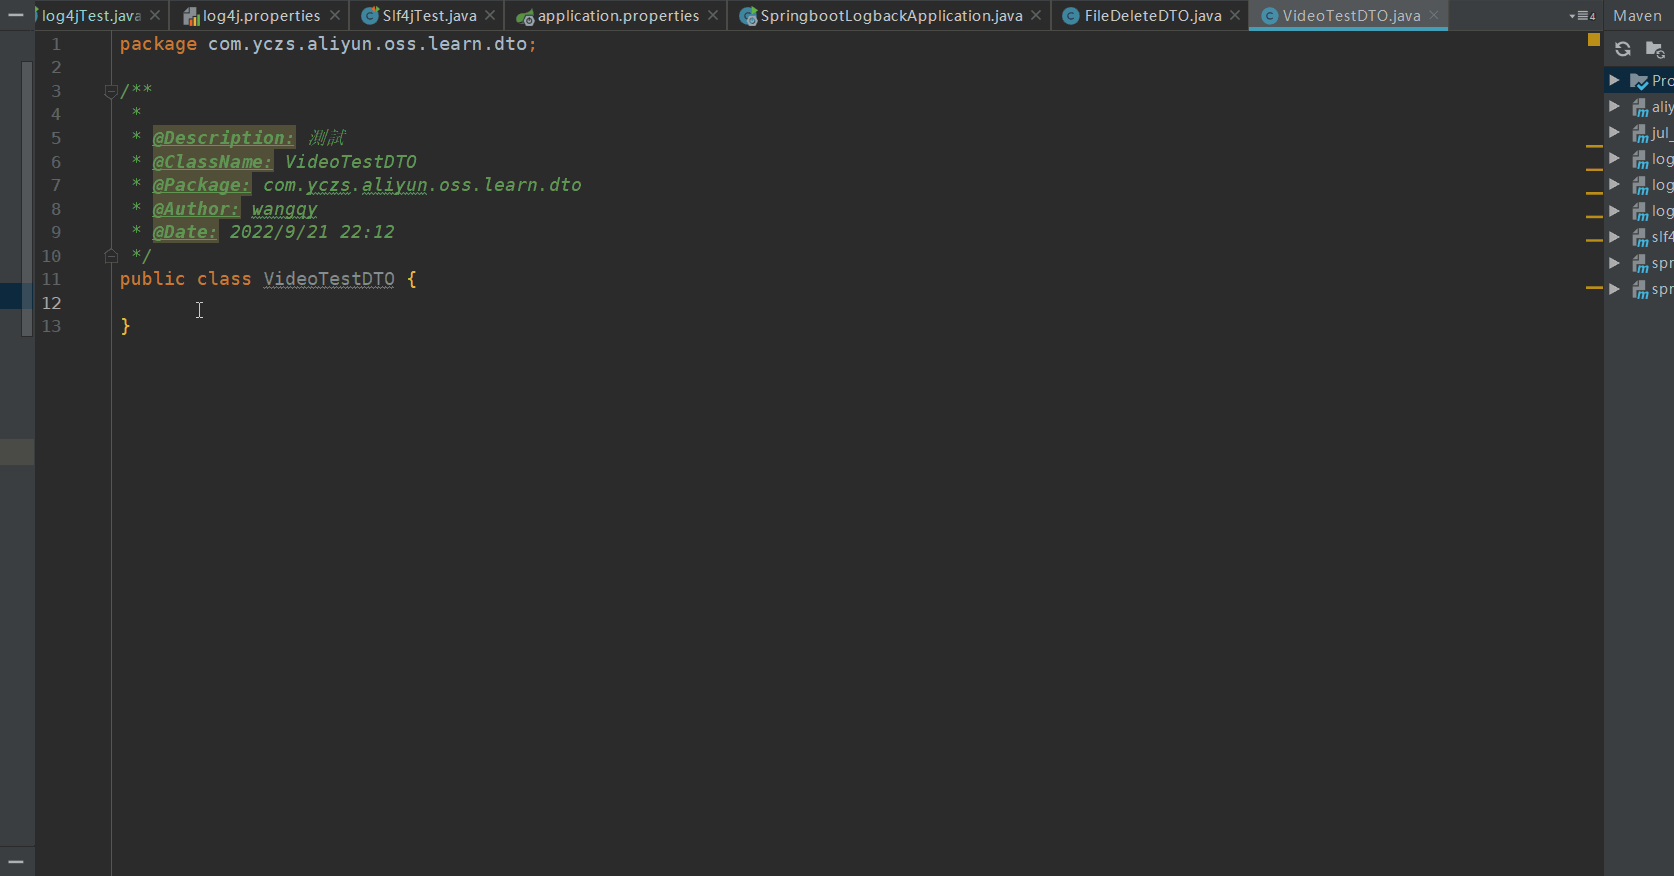 log4jTest.java log4j.properties Slf4jTest.java application.properties SpringbootLogbackApplication.java FileDeleteDTO.java VideoTestDTO.java 4 Maven
1 package com.yczs.aliyun.oss.learn.dto;
2
3 /**
4 *
5 * @Description: 測試
6 * @ClassName: VideoTestDTO
7 * @Package: com.yczs.aliyun.oss.learn.dto
8 * @Author: wangqy
9 * @Date: 2022/9/21 22:12
10 */
11 public class VideoTestDTO {
12
13 }
Pro
aliy
jul_
log
log
log
slf4
spr
spr